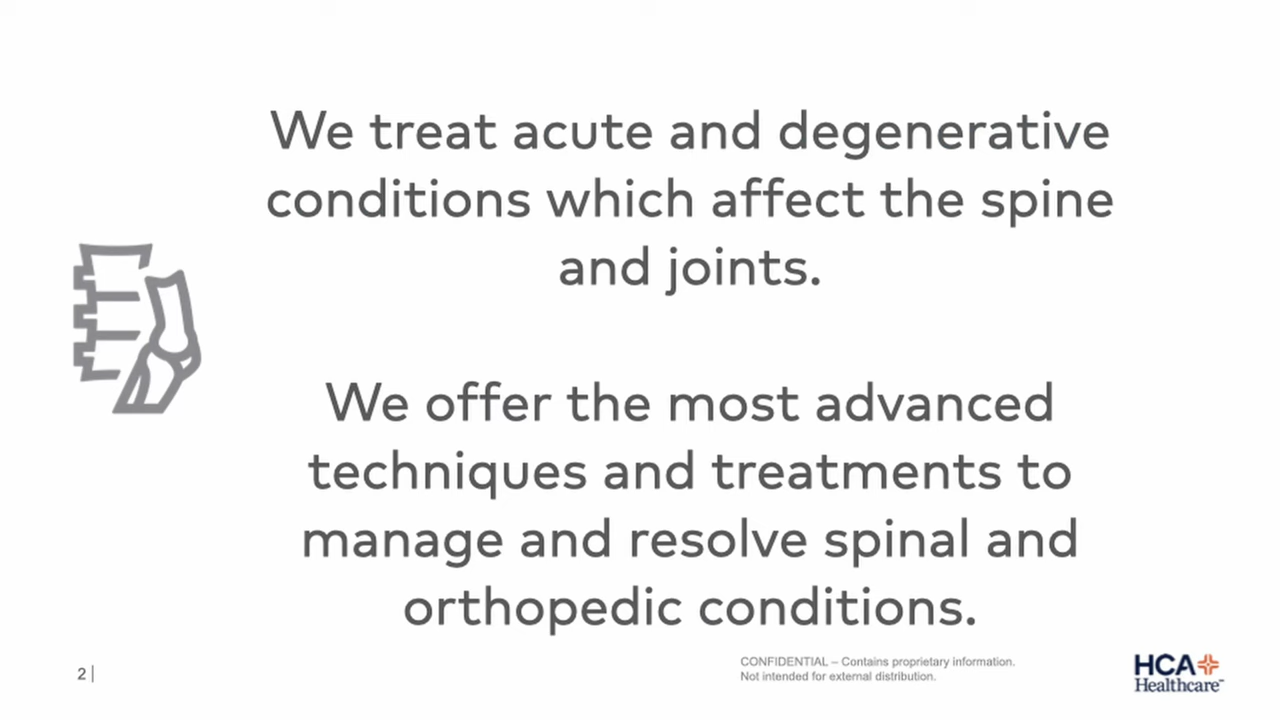 We treat acute and degenerative
conditions which affect the spine
and joints.
We offer the most advanced
techniques and treatments to
manage and resolve spinal and
orthopedic conditions.
2 |
CONFIDENTIAL – Contains proprietary information.
Not intended for external distribution.
HCA
Healthcare™